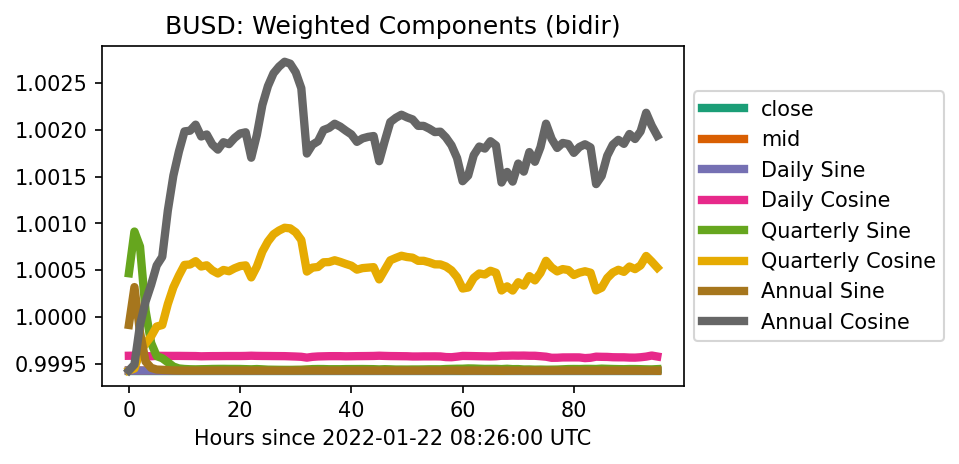 BUSD: Weighted Components (bidir)
1.0025
1.0020
1.0015
1.0010
1.0005
1.0000
0.9995
0 20 40 60 80
Hours since 2022-01-22 08:26:00 UTC
close
mid
Daily Sine
Daily Cosine
Quarterly Sine
Quarterly Cosine
Annual Sine
Annual Cosine